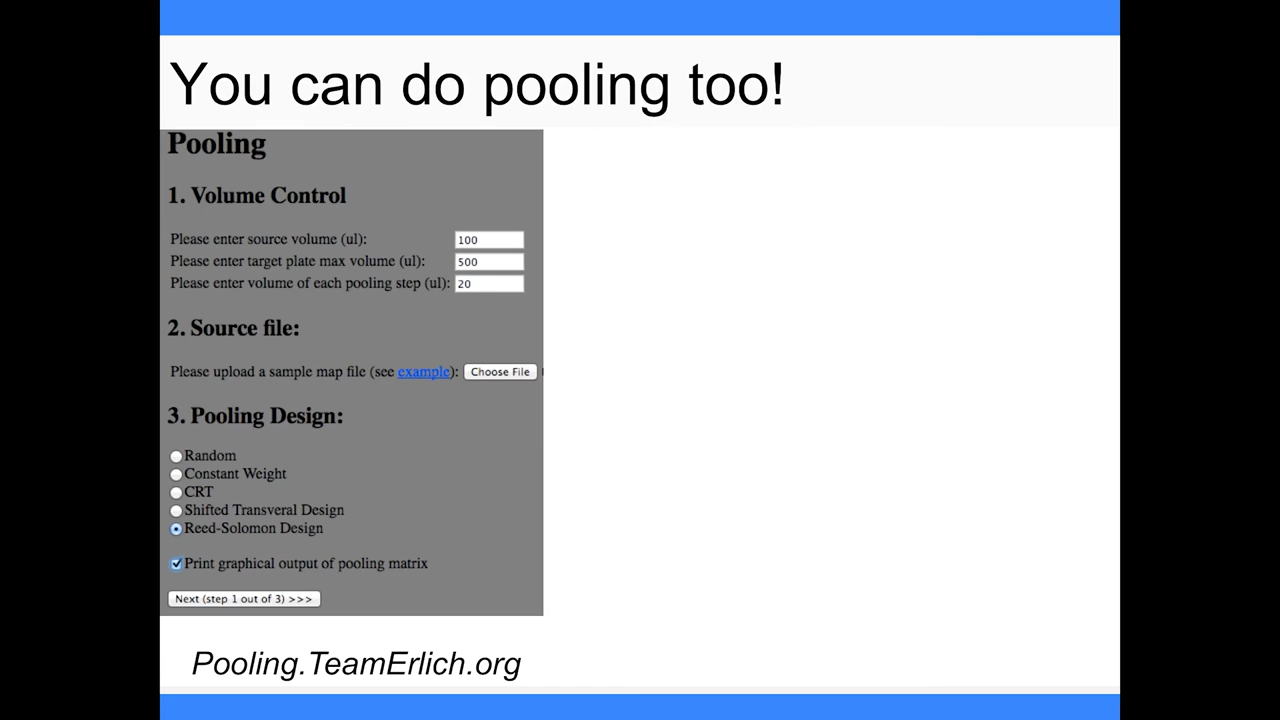 You can do pooling too!
Pooling
1. Volume Control
Please enter source volume (ul): 100
Please enter target plate max volume (ul): 500
Please enter volume of each pooling step (ul): 20
2. Source file:
Please upload a sample map file (see example): Choose File
3. Pooling Design:
Random
Constant Weight
CRT
Shifted Transveral Design
Reed-Solomon Design
Print graphical output of pooling matrix
Next (step 1 out of 3) >>>
Pooling.TeamErlich.org